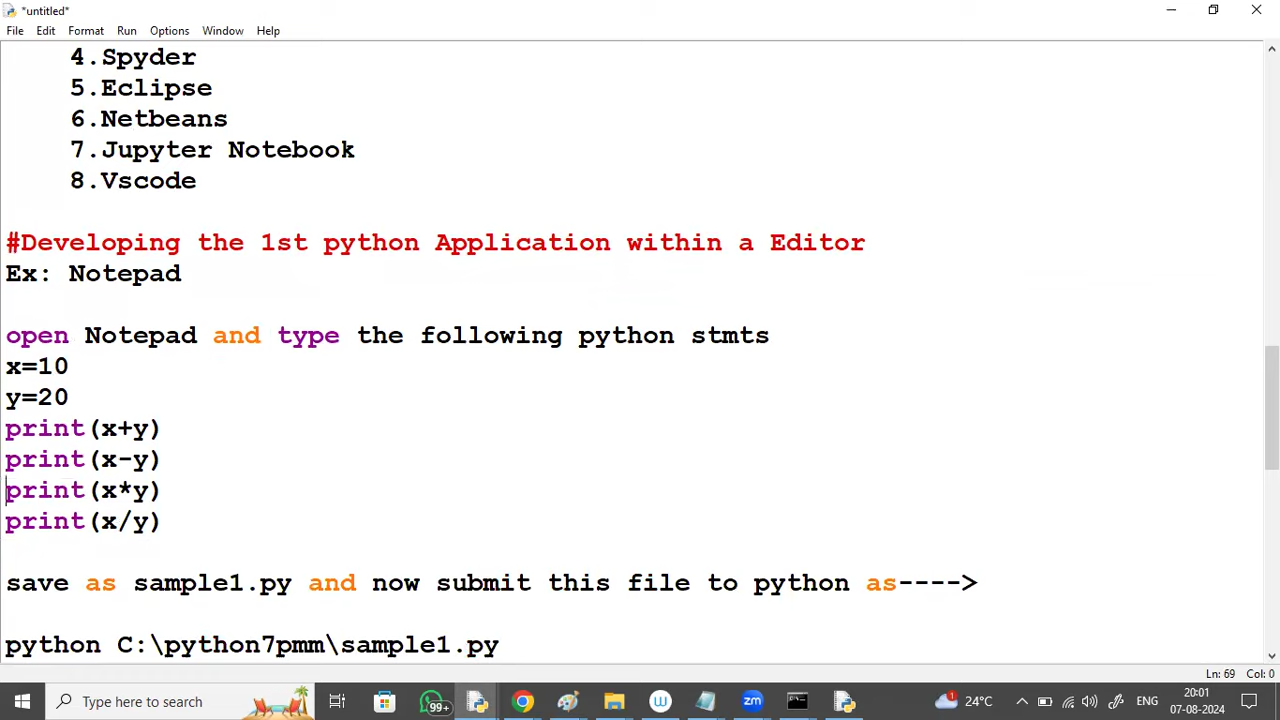 *untitled*
File Edit Format Run Options Window Help
4.Spyder
5.Eclipse
6.Netbeans
7.Jupyter Notebook
8.Vscode
#Developing the 1st python Application within a Editor
Ex: Notepad
open Notepad and type the following python stmts
x=10
y=20
print(x+y)
print(x-y)
print(x*y)
print(x/y)
save as sample1.py and now submit this file to python as---->
python C:\python7pmm\sample1.py
Ln: 69 Col: 0
Type here to search
99+
W
zm
1
24°C
ENG
20:01
07-08-2024